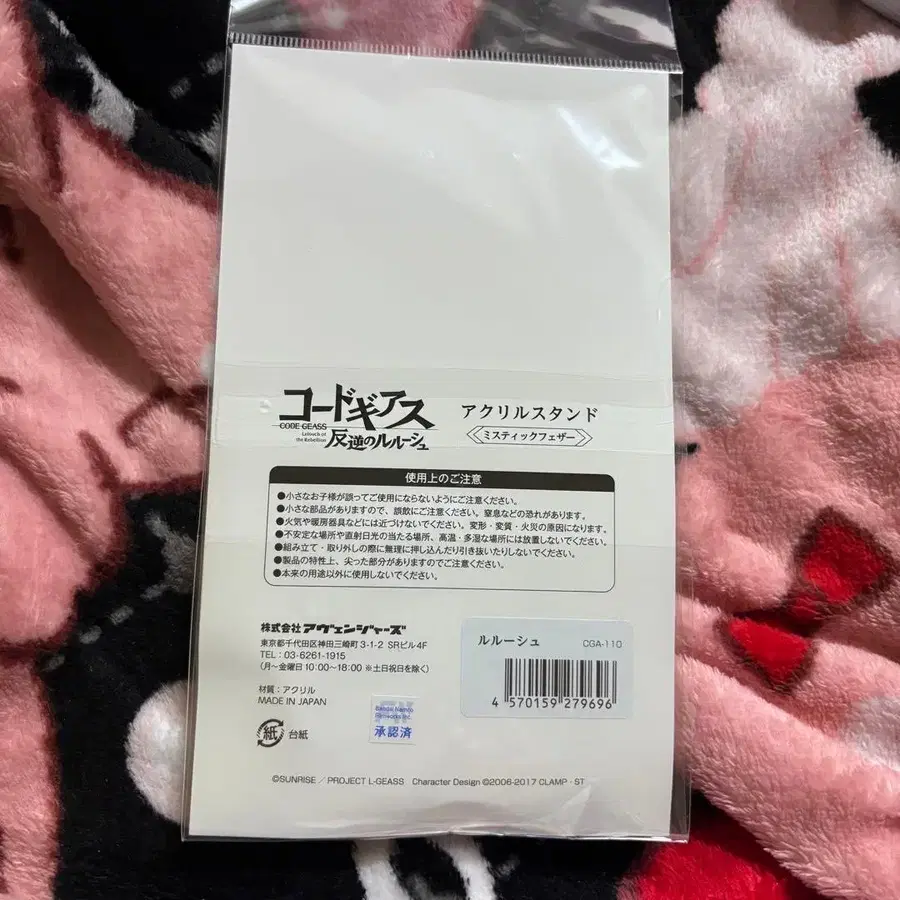 コードギアス
CODE GEASS
Lelouch of
the Rebellion
反逆のルルーシュ
アクリルスタンド
ミスティックフェザー
使用上のご注意
●小さなお子様が誤ってご使用にならないようにご注意ください。
●小さな部品がありますので、誤飲にご注意ください。窒息などの恐れがあります。
●火気や暖房器具などには近づけないでください。変形・変質・火災の原因になります。
●不安定な場所や直射日光の当たる場所、高温・多湿な場所には放置しないでください。
●組み立て・取り外しの際に無理に押し込んだり引き抜いたりしないでください。
●製品の特性上、尖った部分がありますのでご注意ください。
●本来の用途以外に使用しないでください。
株式会社アヴェンジャーズ
東京都千代田区神田三崎町3-1-2 SRビル4F
TEL：03-6261-1915
（月〜金曜日10:00〜18:00 ※土日祝日を除く）
材質：アクリル
MADE IN JAPAN
紙 台紙
Bandai Namco
Filmworks Inc.
承認済
ルルーシュ CGA-110
4 570159 279696
©SUNRISE／PROJECT L-GEASS Character Design ©2006-2017 CLAMP・ST